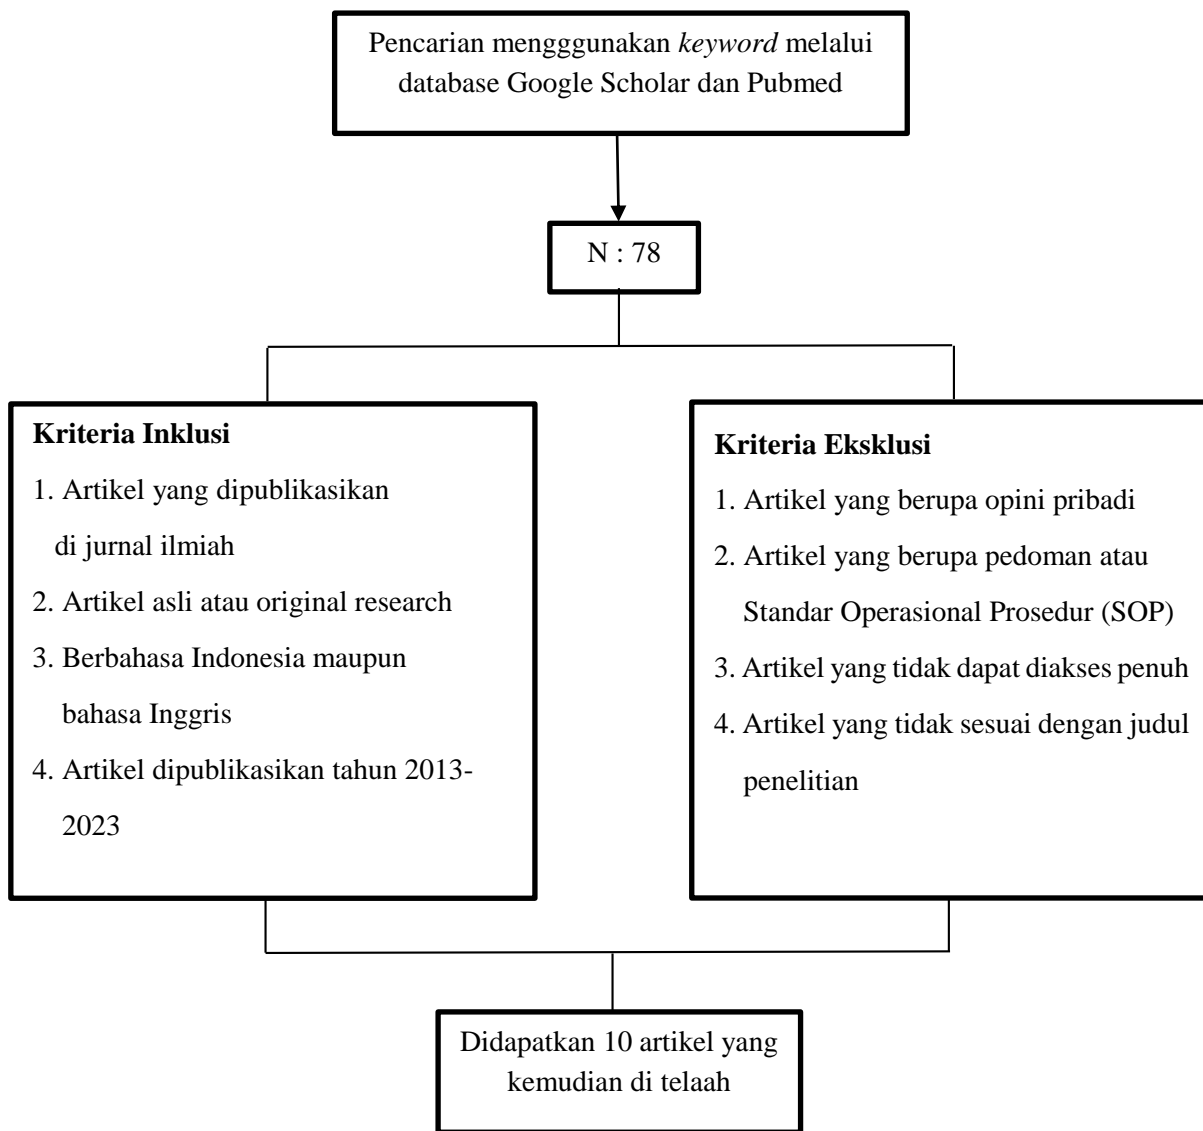 Pencarian mengggunakan keyword melalui
database Google Scholar dan Pubmed
N : 78
Kriteria Inklusi
1. Artikel yang dipublikasikan
di jurnal ilmiah
2. Artikel asli atau original research
3. Berbahasa Indonesia maupun
bahasa Inggris
4. Artikel dipublikasikan tahun 2013-
2023
Kriteria Eksklusi
1. Artikel yang berupa opini pribadi
2. Artikel yang berupa pedoman atau
Standar Operasional Prosedur (SOP)
3. Artikel yang tidak dapat diakses penuh
4. Artikel yang tidak sesuai dengan judul
penelitian
Didapatkan 10 artikel yang
kemudian di telaah